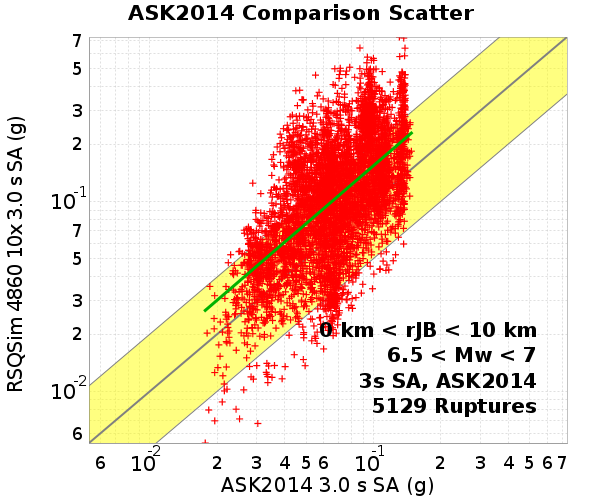 ASK2014 Comparison Scatter
RSQSim 4860 10x 3.0 s SA (g)
7
5
3
2
10-1
7
5
3
2
10-2
6
0 km < rJB < 10 km
6.5 < Mw < 7
3s SA, ASK2014
5129 Ruptures
6 10-2 2 3 4 5 6 10-1 2 3 4 5 6 7
ASK2014 3.0 s SA (g)